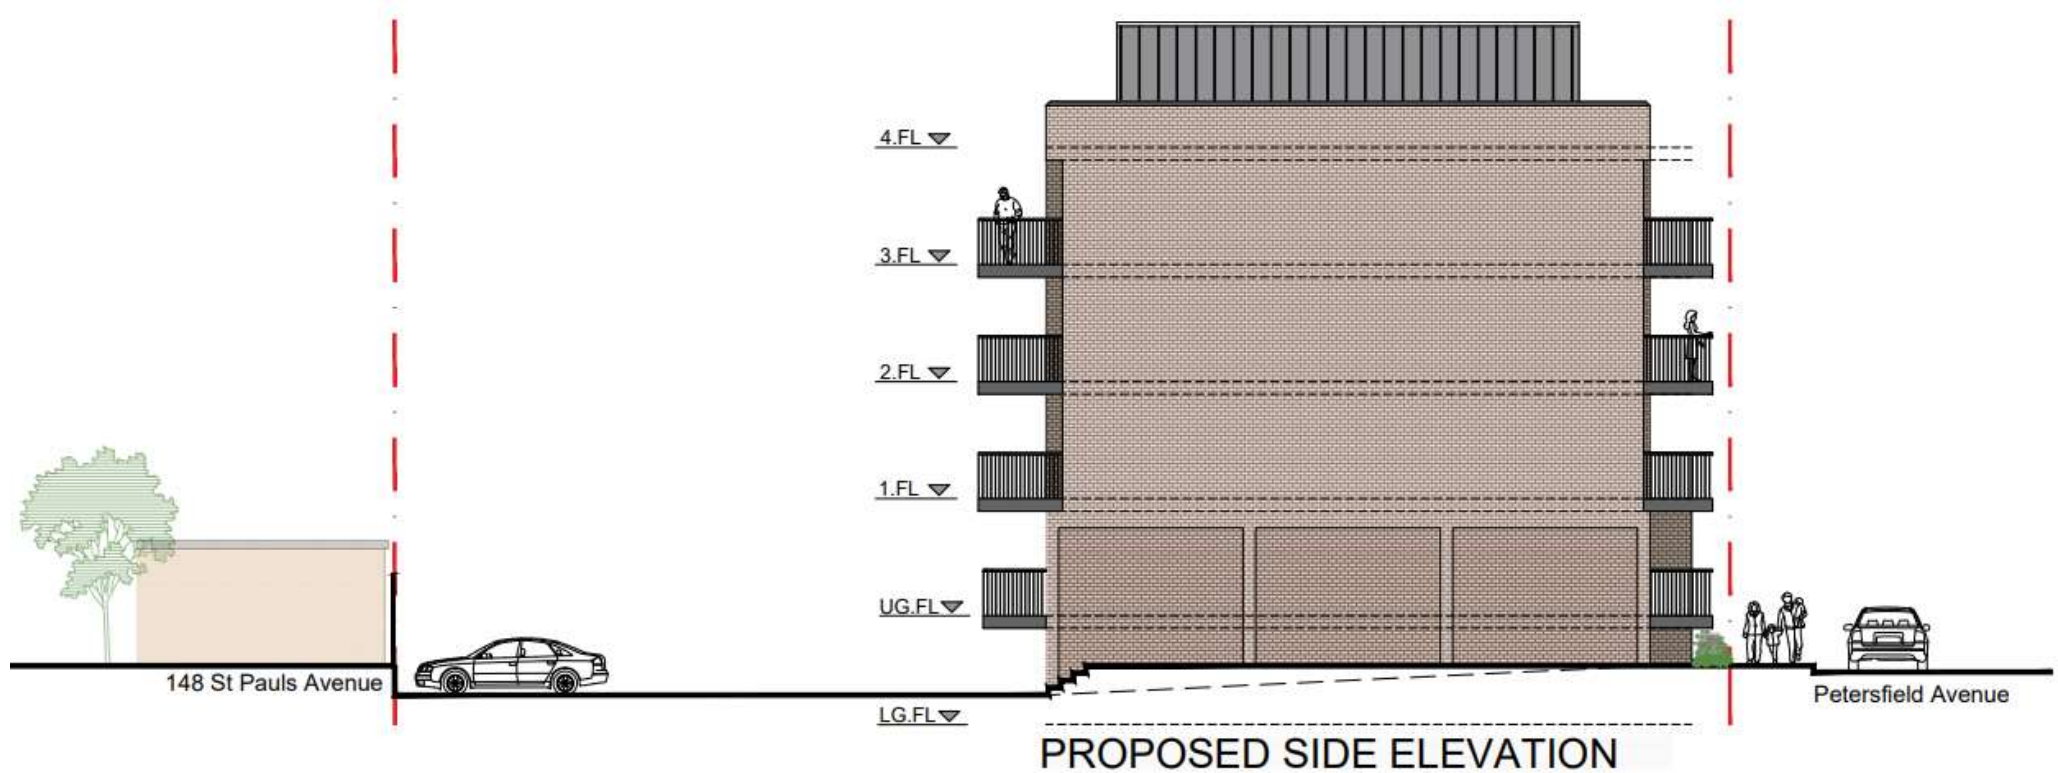 4.FL
3.FL
2.FL
1.FL
UG.FL
148 St Pauls Avenue
Petersfield Avenue
LG.FL
PROPOSED SIDE ELEVATION